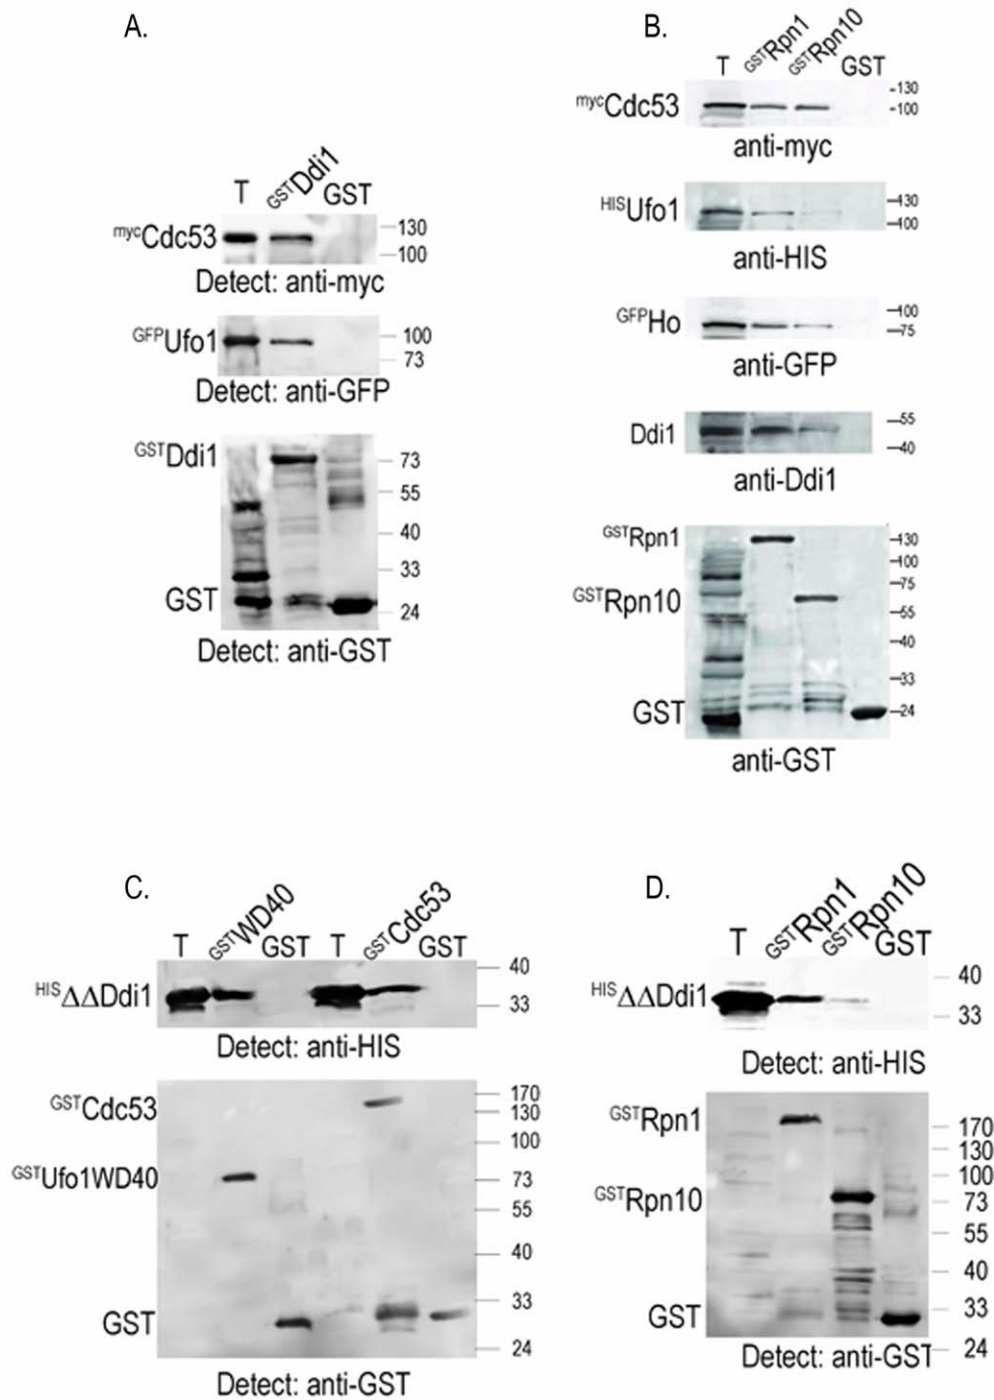 A.
T GSTDdi1 GST
mycCdc53
130
100
Detect: anti-myc
GFPUfo1
100
73
Detect: anti-GFP
GSTDdi1
73
55
40
33
GST
24
Detect: anti-GST
B.
T GSTRpn1 GSTRpn10 GST
mycCdc53
130
100
anti-myc
HISUfo1
130
100
anti-HIS
GFPHo
100
75
anti-GFP
Ddi1
55
40
anti-Ddi1
GSTRpn1
130
100
75
GSTRpn10
55
40
33
GST
24
anti-GST
C.
T GSTWD40 GST T GSTCdc53 GST
40
HISΔΔDdi1
33
Detect: anti-HIS
170
GSTCdc53
130
100
GSTUfo1WD40
73
55
40
33
GST
24
Detect: anti-GST
D.
T GSTRpn1 GSTRpn10 GST
40
HISΔΔDdi1
33
Detect: anti-HIS
GSTRpn1
170
130
100
GSTRpn10
73
55
40
33
GST
24
Detect: anti-GST